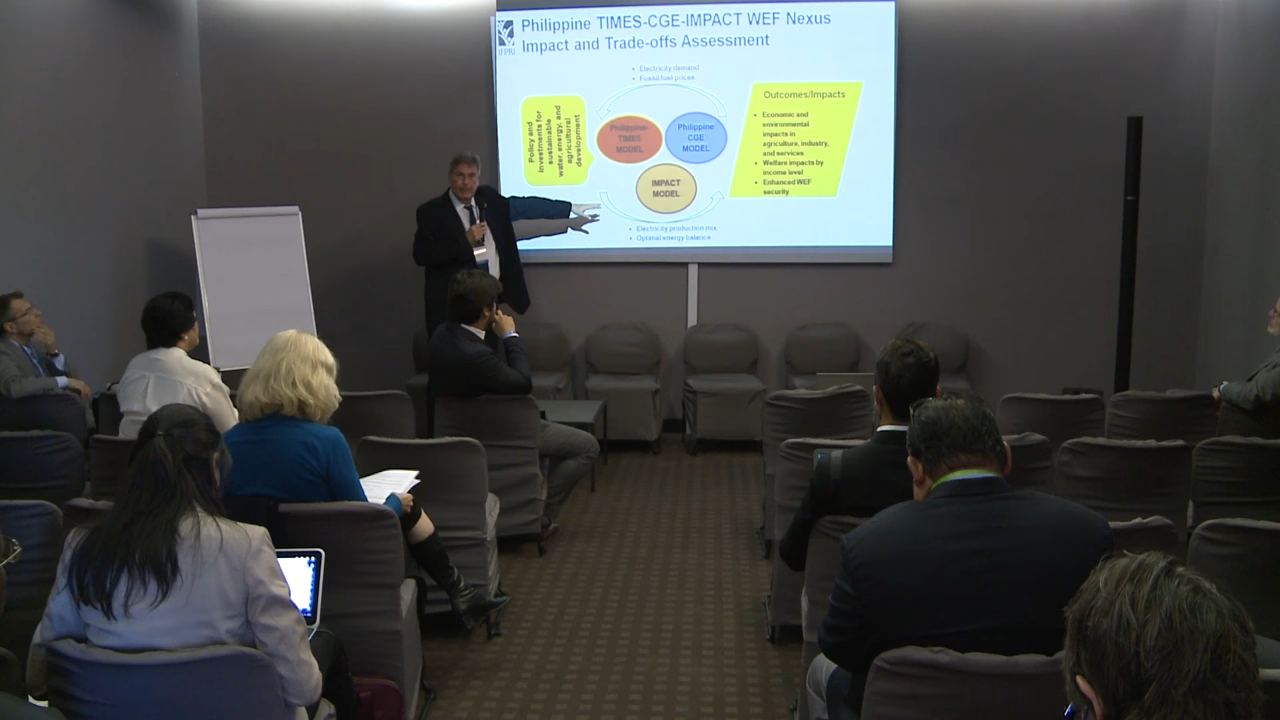 Philippine TIMES-CGE-IMPACT WEF Nexus
Impact and Trade-offs Assessment
IFPRI
• Electricity demand
• Fossil fuel prices
Policy and
investments for
sustainable
water, energy, and
agricultural
development
Philippine-
TIMES
MODEL
Philippine
CGE
MODEL
IMPACT
MODEL
Outcomes/Impacts
• Economic and
environmental
impacts in
agriculture, industry,
and services
• Welfare impacts by
income level
• Enhanced WEF
security
• Electricity production mix
• Optimal energy balance